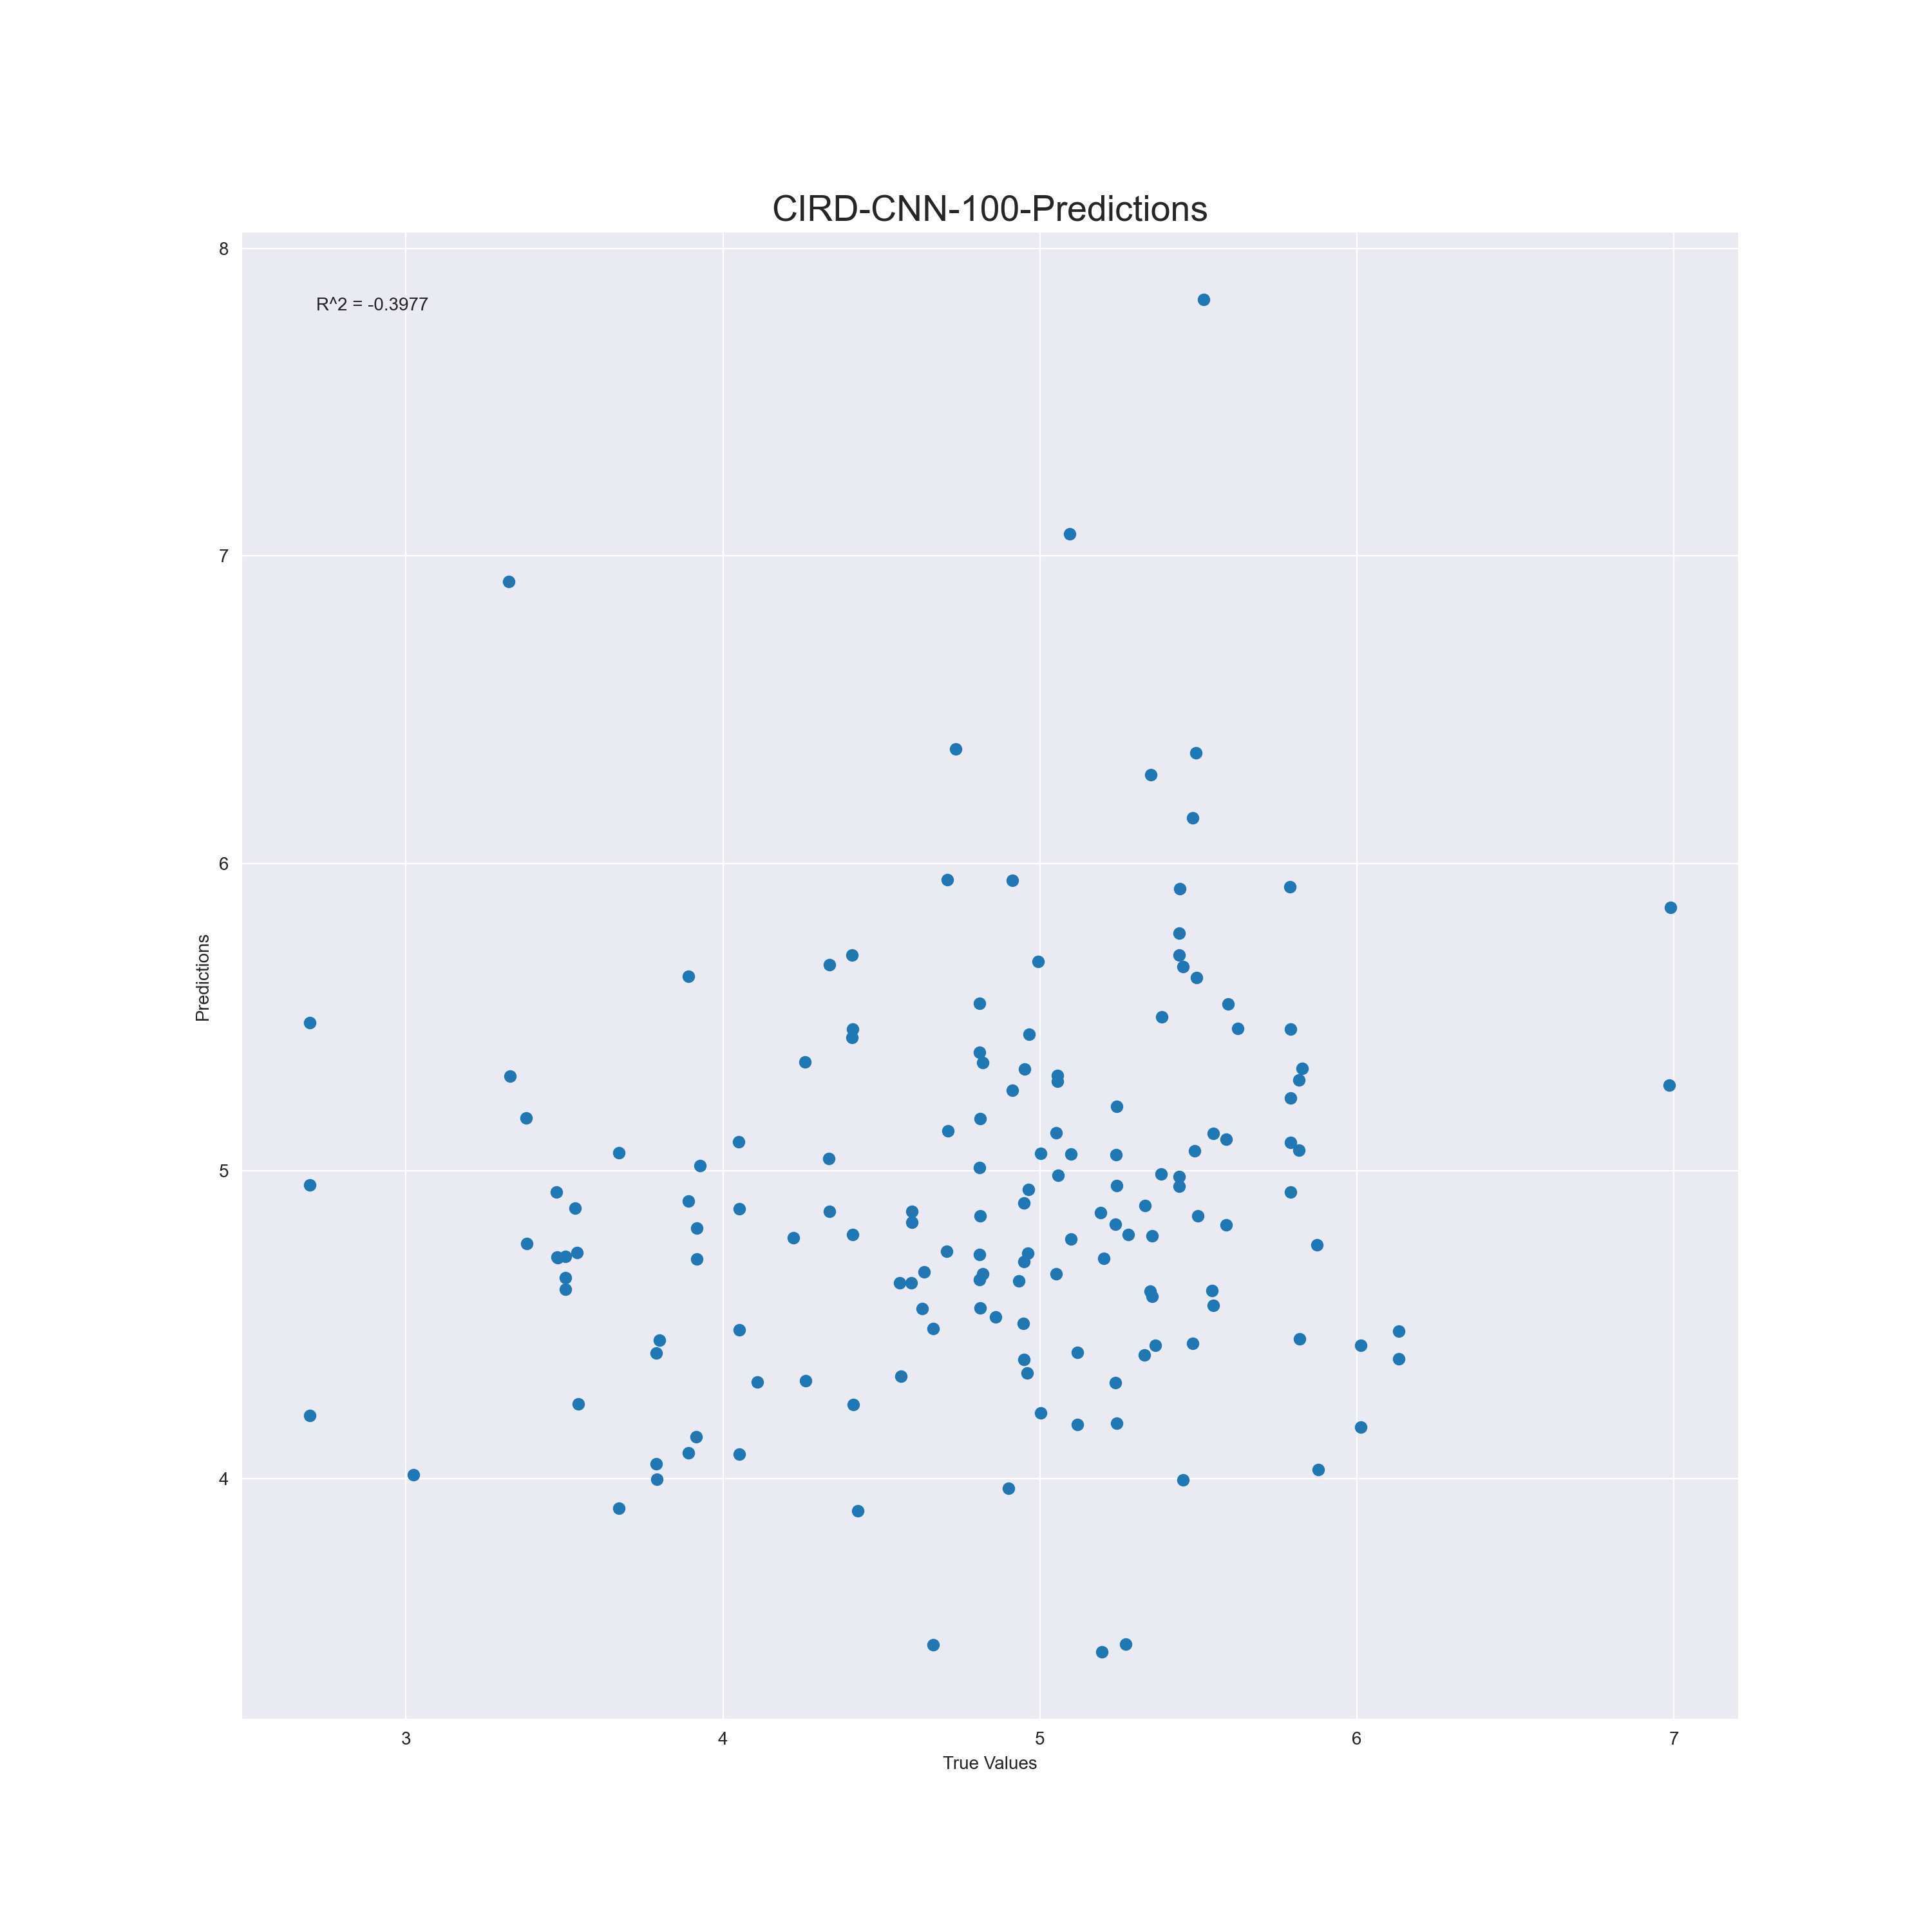 CIRD-CNN-100-Predictions
8
R^2 = -0.3977
7
6
Predictions
5
4
3 4 5 6 7
True Values